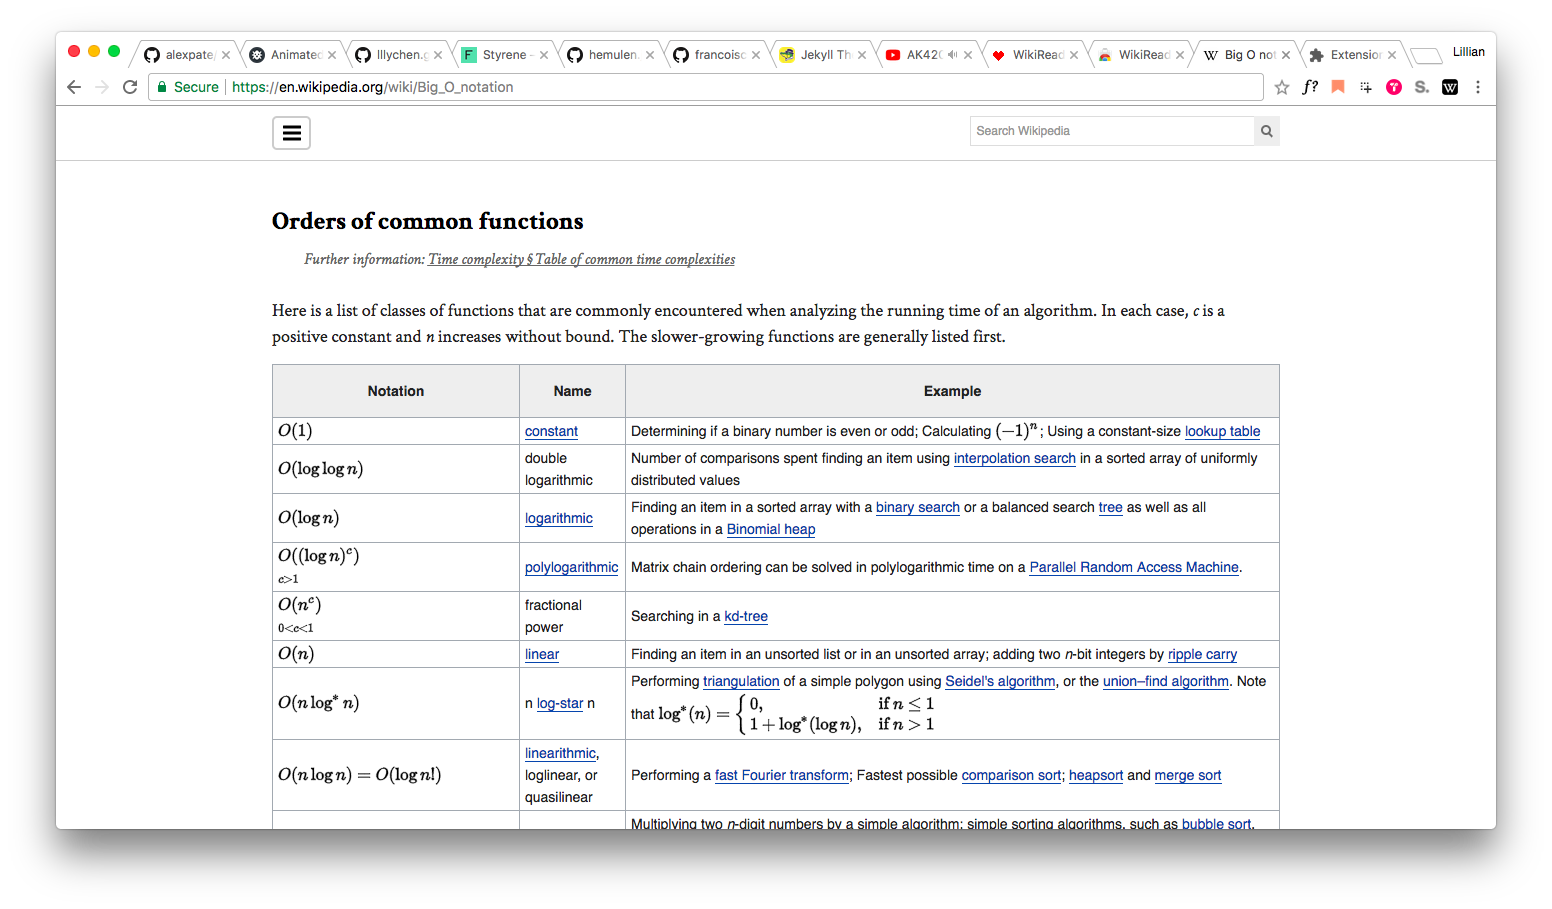 alexpate/
Animated
lllychen.g
Styrene -
hemulen.
francoisc
Jekyll Th
AK420
WikiRead
WikiRead
Big O not
Extension
Lillian
Secure
https://en.wikipedia.org/wiki/Big_O_notation
f?
S.
W
Search Wikipedia
Orders of common functions
Further information: Time complexity § Table of common time complexities
Here is a list of classes of functions that are commonly encountered when analyzing the running time of an algorithm. In each case, c is a
positive constant and n increases without bound. The slower-growing functions are generally listed first.
Notation Name Example
O(1) constant Determining if a binary number is even or odd; Calculating (−1)^n; Using a constant-size lookup table
O(log log n) double logarithmic Number of comparisons spent finding an item using interpolation search in a sorted array of uniformly
distributed values
O(log n) logarithmic Finding an item in a sorted array with a binary search or a balanced search tree as well as all
operations in a Binomial heap
O((log n)^c)
c>1
polylogarithmic Matrix chain ordering can be solved in polylogarithmic time on a Parallel Random Access Machine.
O(n^c)
0<c<1
fractional power Searching in a kd-tree
O(n) linear Finding an item in an unsorted list or in an unsorted array; adding two n-bit integers by ripple carry
O(n log* n) n log-star n Performing triangulation of a simple polygon using Seidel's algorithm, or the union–find algorithm. Note
that log*(n) = { 0, if n ≤ 1
1 + log*(log n), if n > 1
O(n log n) = O(log n!) linearithmic, loglinear, or quasilinear Performing a fast Fourier transform; Fastest possible comparison sort; heapsort and merge sort
Multiplying two n-digit numbers by a simple algorithm; simple sorting algorithms, such as bubble sort,